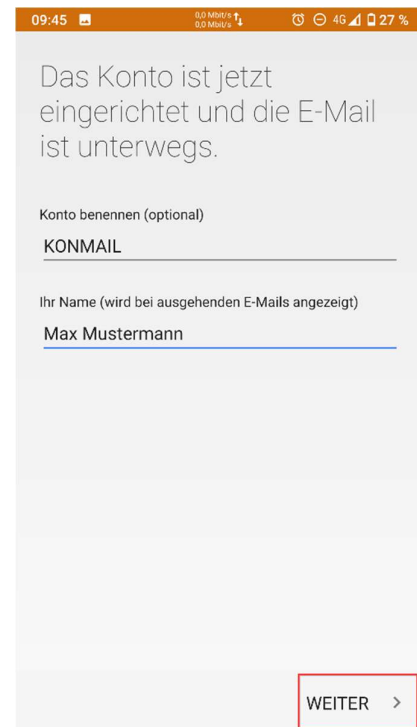 09:45 0,0 Mbit/s 4G 27 %
0,0 Mbit/s
Das Konto ist jetzt
eingerichtet und die E-Mail
ist unterwegs.
Konto benennen (optional)
KONMAIL
Ihr Name (wird bei ausgehenden E-Mails angezeigt)
Max Mustermann
WEITER